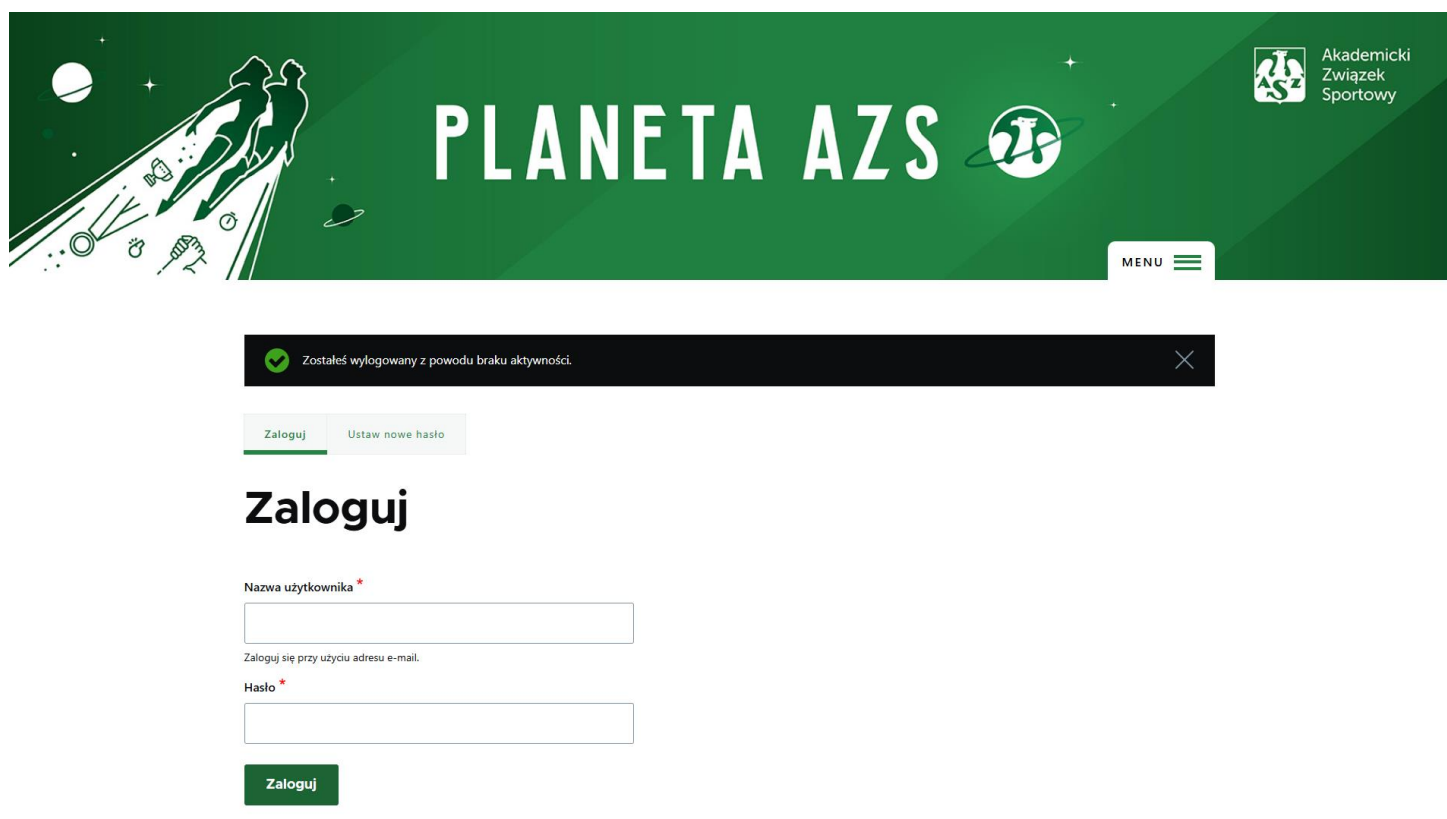 PLANETA AZS
Akademicki
Związek
Sportowy
AZS
MENU
Zostałeś wylogowany z powodu braku aktywności.
Zaloguj
Ustaw nowe hasło
Zaloguj
Nazwa użytkownika *
Zaloguj się przy użyciu adresu e-mail.
Hasło *
Zaloguj